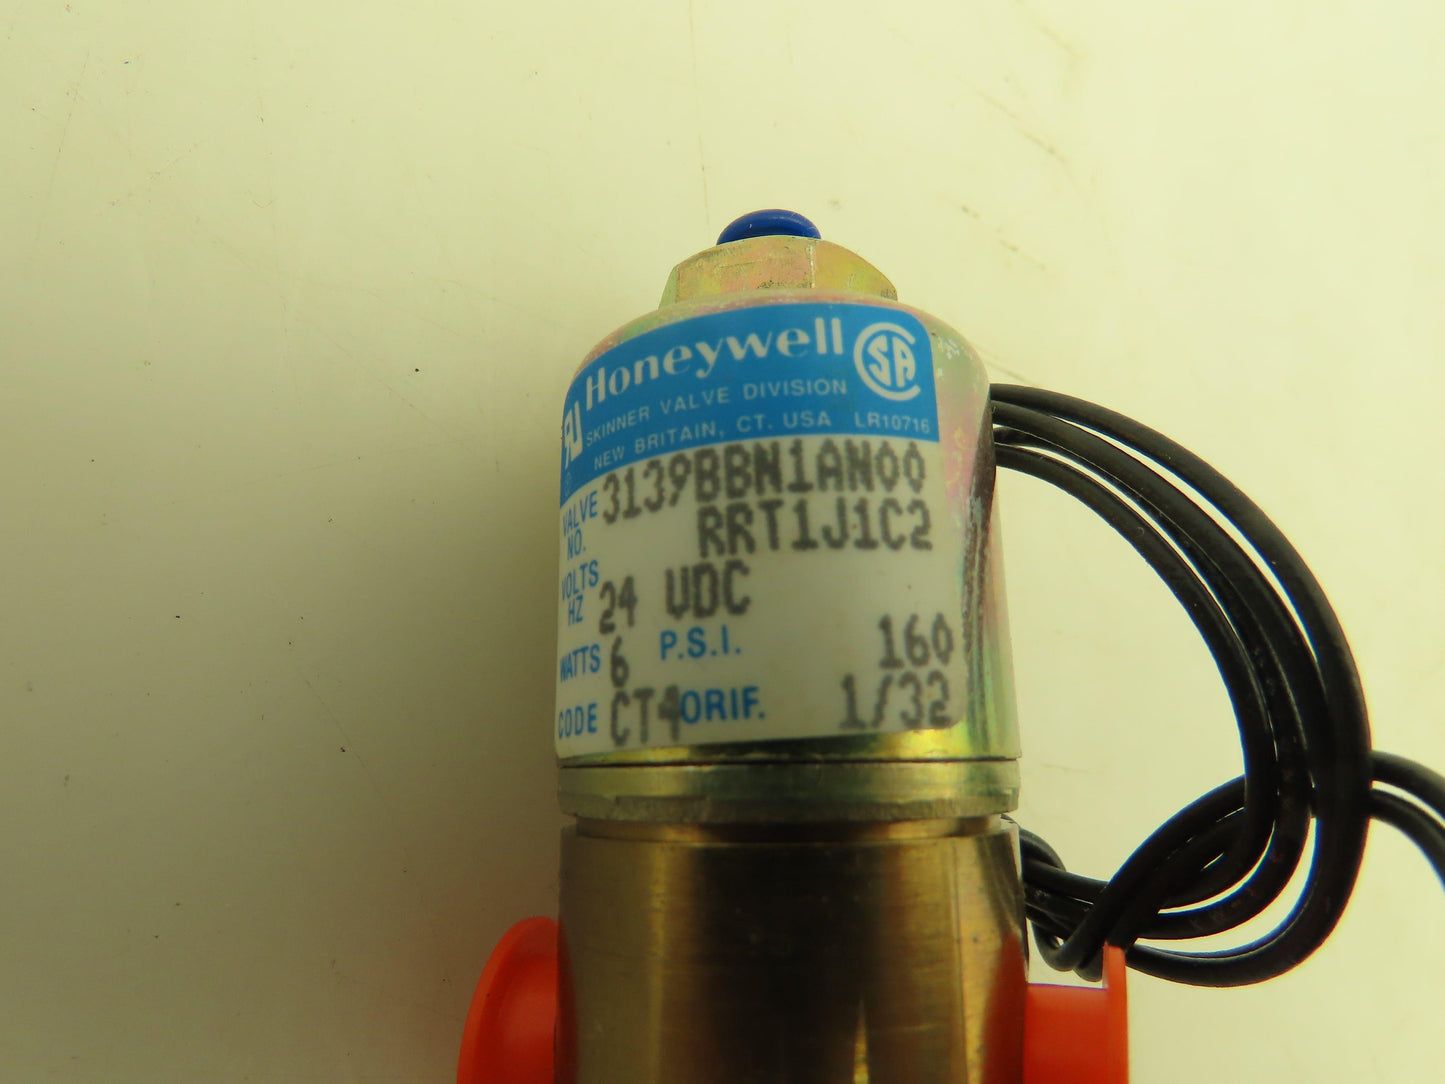 Honeywell
SKINNER VALVE DIVISION
NEW BRITAIN, CT. USA LR10716
VALVE NO. 3139BBN1AN00
RRT1J1C2
VOLTS HZ 24 VDC
WATTS 6 P.S.I. 160
CODE CT4 ORIF. 1/32